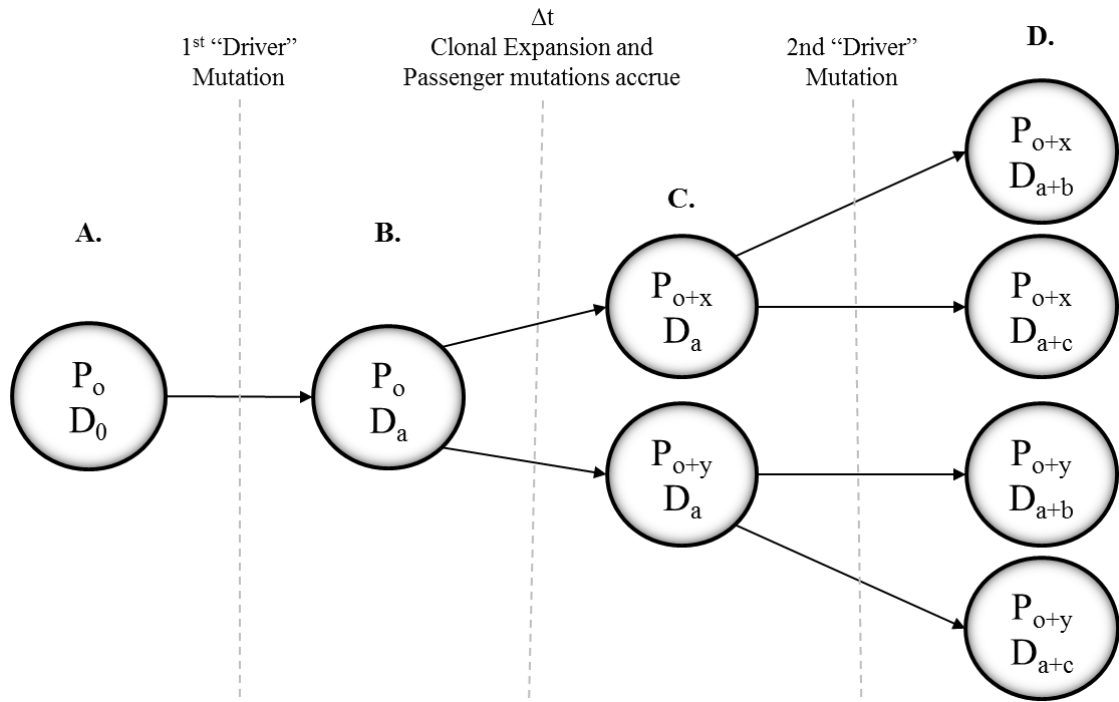 1st “Driver”
Mutation
Δt
Clonal Expansion and
Passenger mutations accrue
2nd “Driver”
Mutation
A.
Po
D0
B.
Po
Da
C.
Po+x
Da
Po+y
Da
D.
Po+x
Da+b
Po+x
Da+c
Po+y
Da+b
Po+y
Da+c